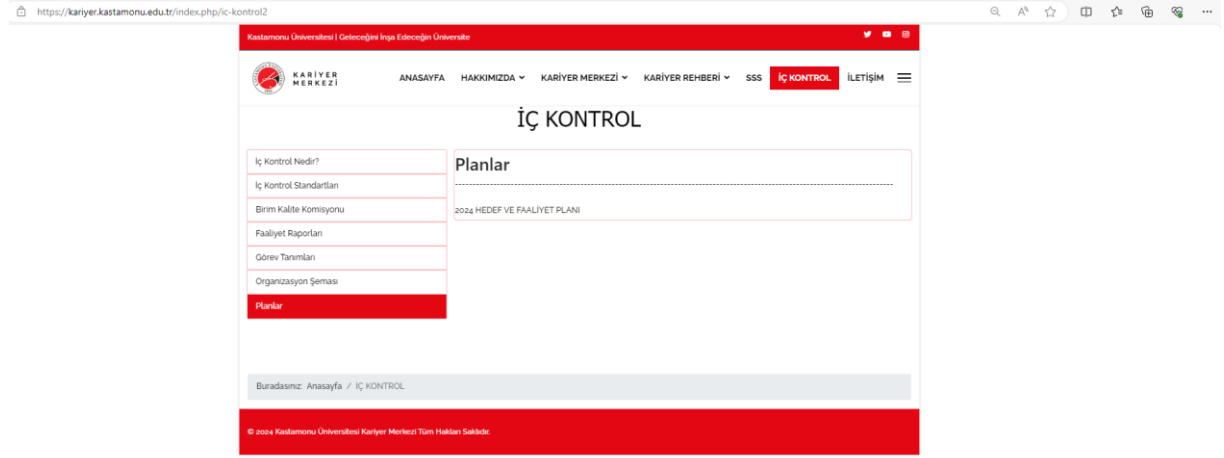 https://kariyer.kastamonu.edu.tr/index.php/ic-kontrol2
Kastamonu Üniversitesi | Geleceğini İnşa Edeceğin Üniversite
KARİYER
MERKEZİ
ANASAYFA HAKKIMIZDA KARİYER MERKEZİ KARİYER REHBERİ SSS İÇ KONTROL İLETİŞİM
İÇ KONTROL
İç Kontrol Nedir?
İç Kontrol Standartları
Birim Kalite Komisyonu
Faaliyet Raporları
Görev Tanımları
Organizasyon Şeması
Planlar
Planlar
2024 HEDEF VE FAALİYET PLANI
Buradasınız: Anasayfa / İÇ KONTROL
© 2024 Kastamonu Üniversitesi Kariyer Merkezi Tüm Hakları Saklıdır.